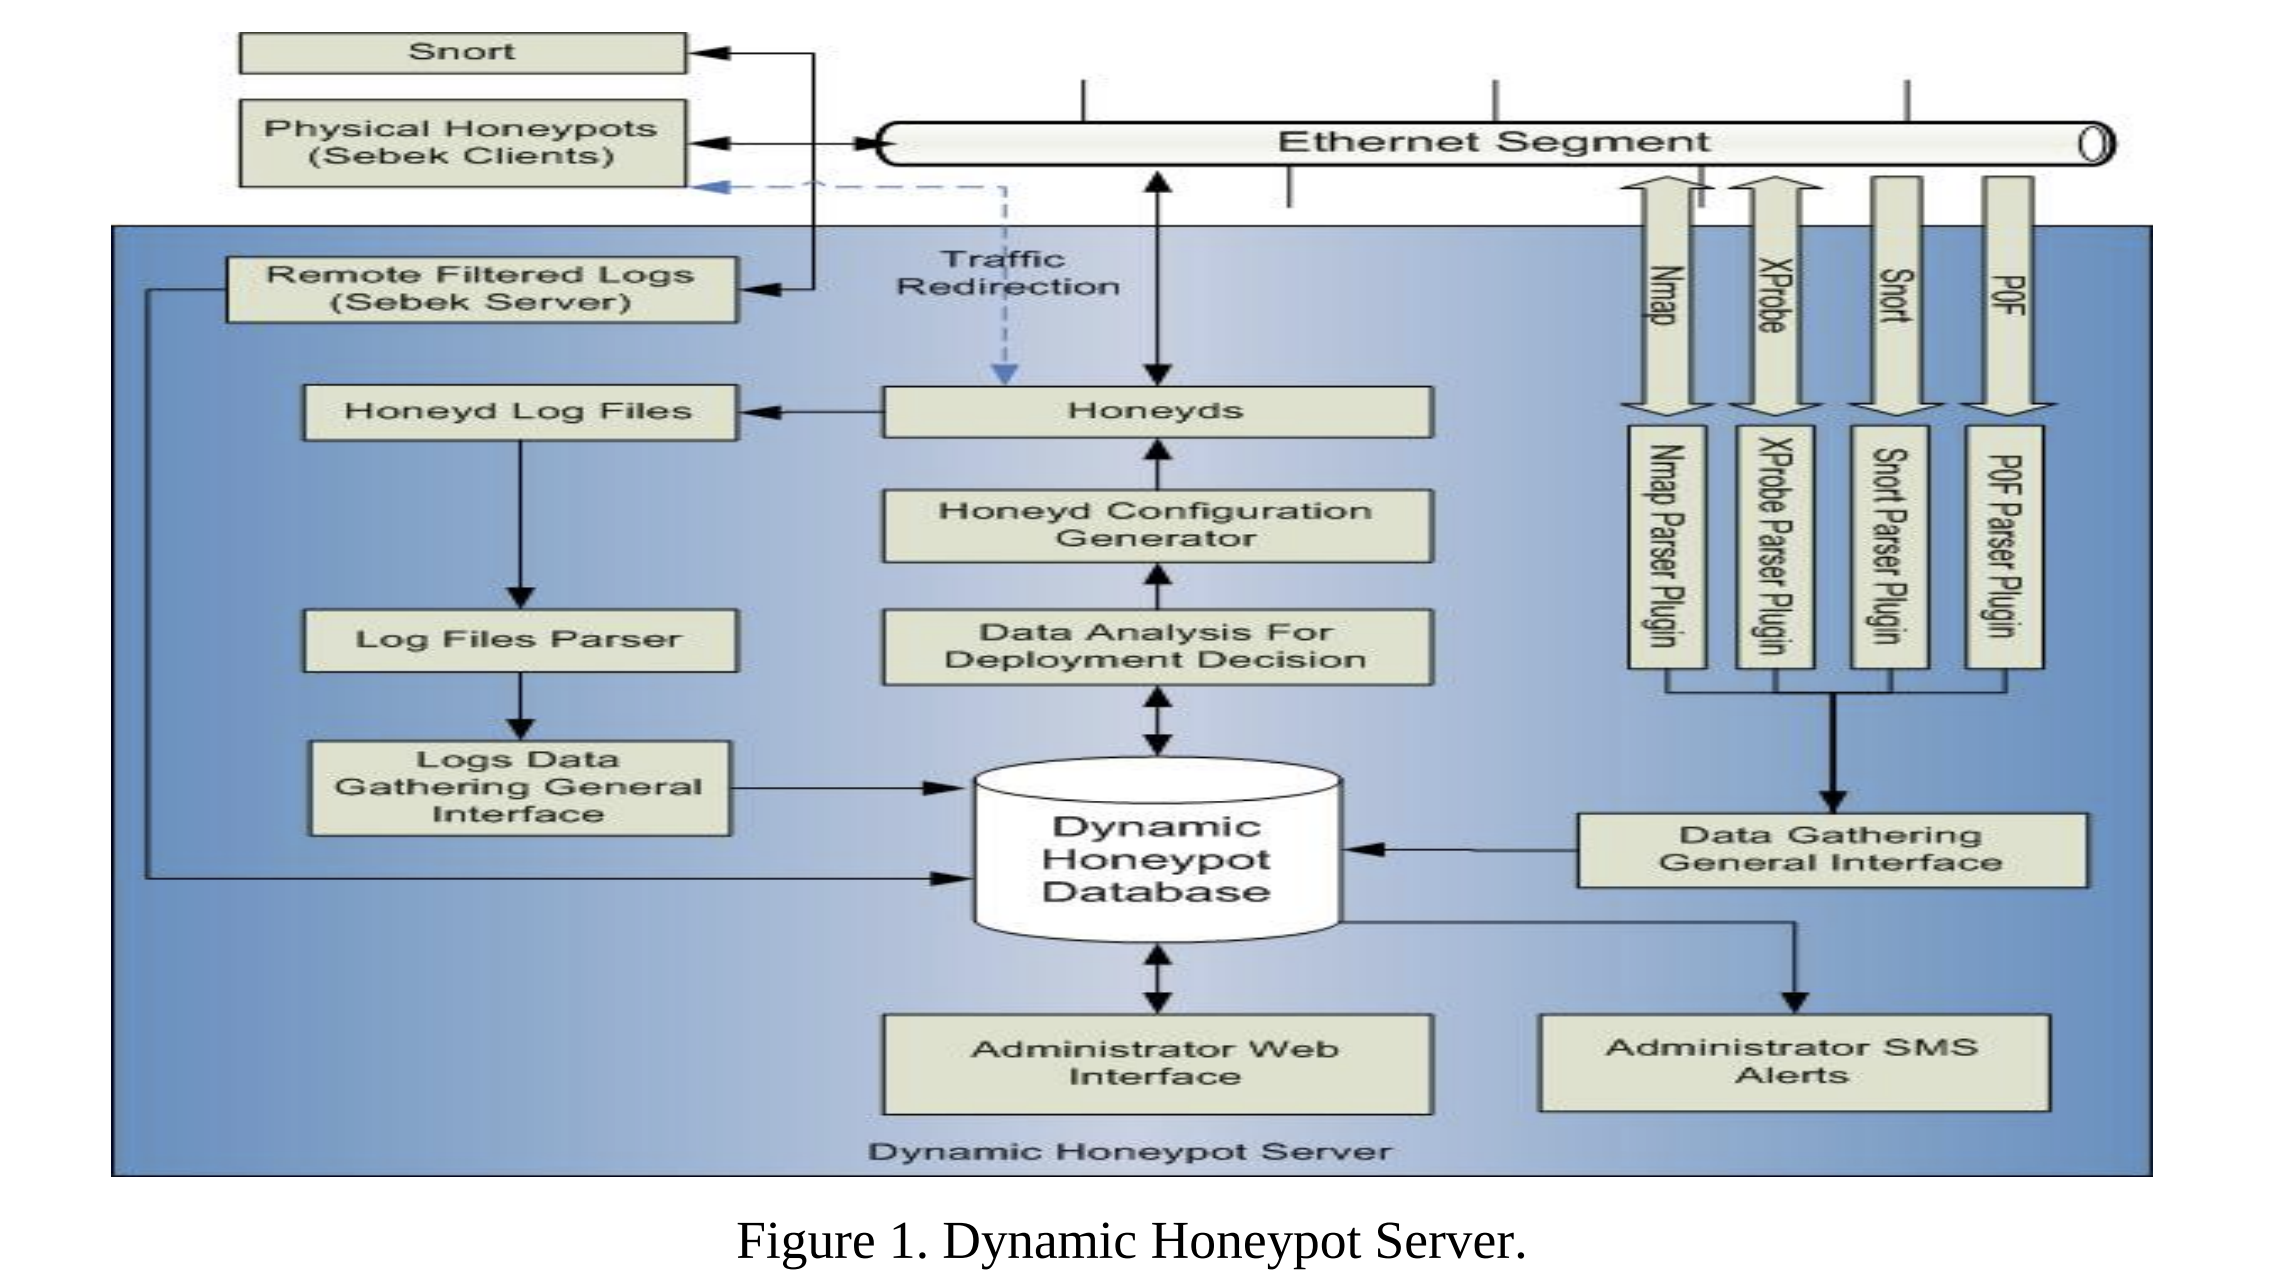 Snort
Physical Honeypots
(Sebek Clients)
Ethernet Segment
Remote Filtered Logs
(Sebek Server)
Traffic
Redirection
Nmap
XProbe
Snort
P0F
Honeyd Log Files
Honeyds
Honeyd Configuration
Generator
Nmap Parser Plugin
XProbe Parser Plugin
Snort Parser Plugin
P0F Parser Plugin
Log Files Parser
Data Analysis For
Deployment Decision
Logs Data
Gathering General
Interface
Dynamic
Honeypot
Database
Data Gathering
General Interface
Administrator Web
Interface
Administrator SMS
Alerts
Dynamic Honeypot Server
Figure 1. Dynamic Honeypot Server.